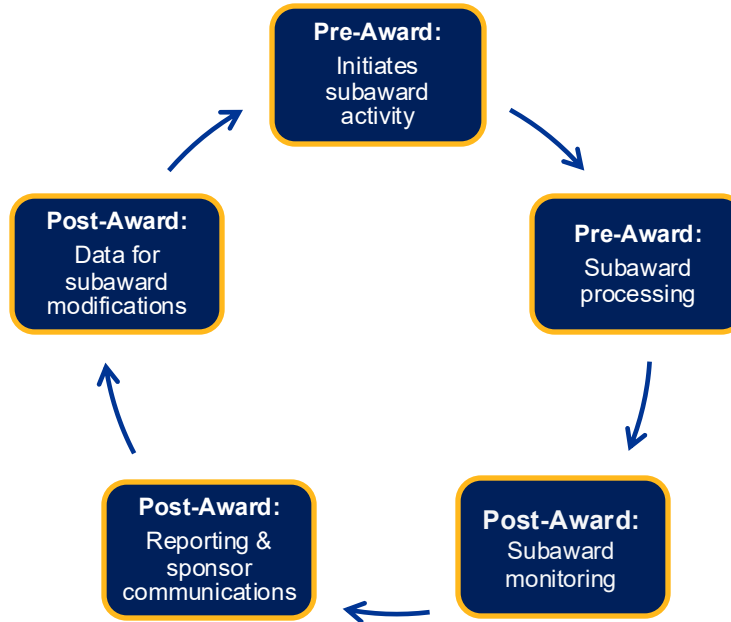 Pre-Award:
Initiates
subaward
activity
Pre-Award:
Subaward
processing
Post-Award:
Subaward
monitoring
Post-Award:
Reporting &
sponsor
communications
Post-Award:
Data for
subaward
modifications